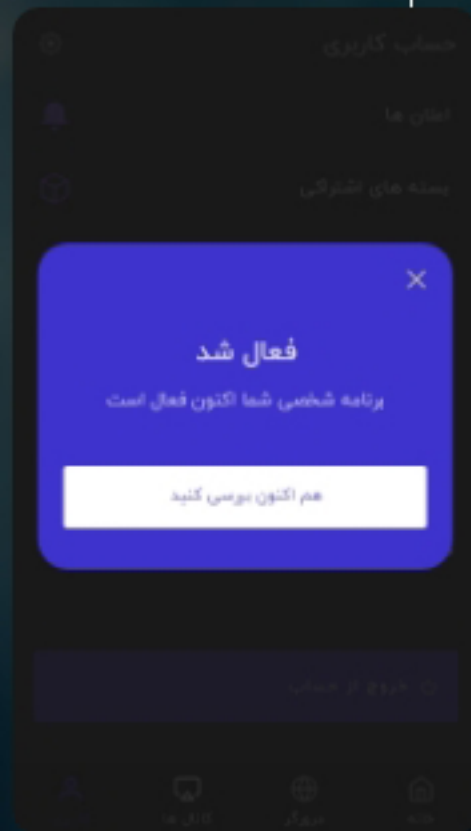 حساب کاربری
اعلان ها
بسته های اشتراکی
فعال شد
برنامه شخصی شما اکنون فعال است
هم اکنون بررسی کنید
خروج از حساب
خانه
مرورگر
کانال ها